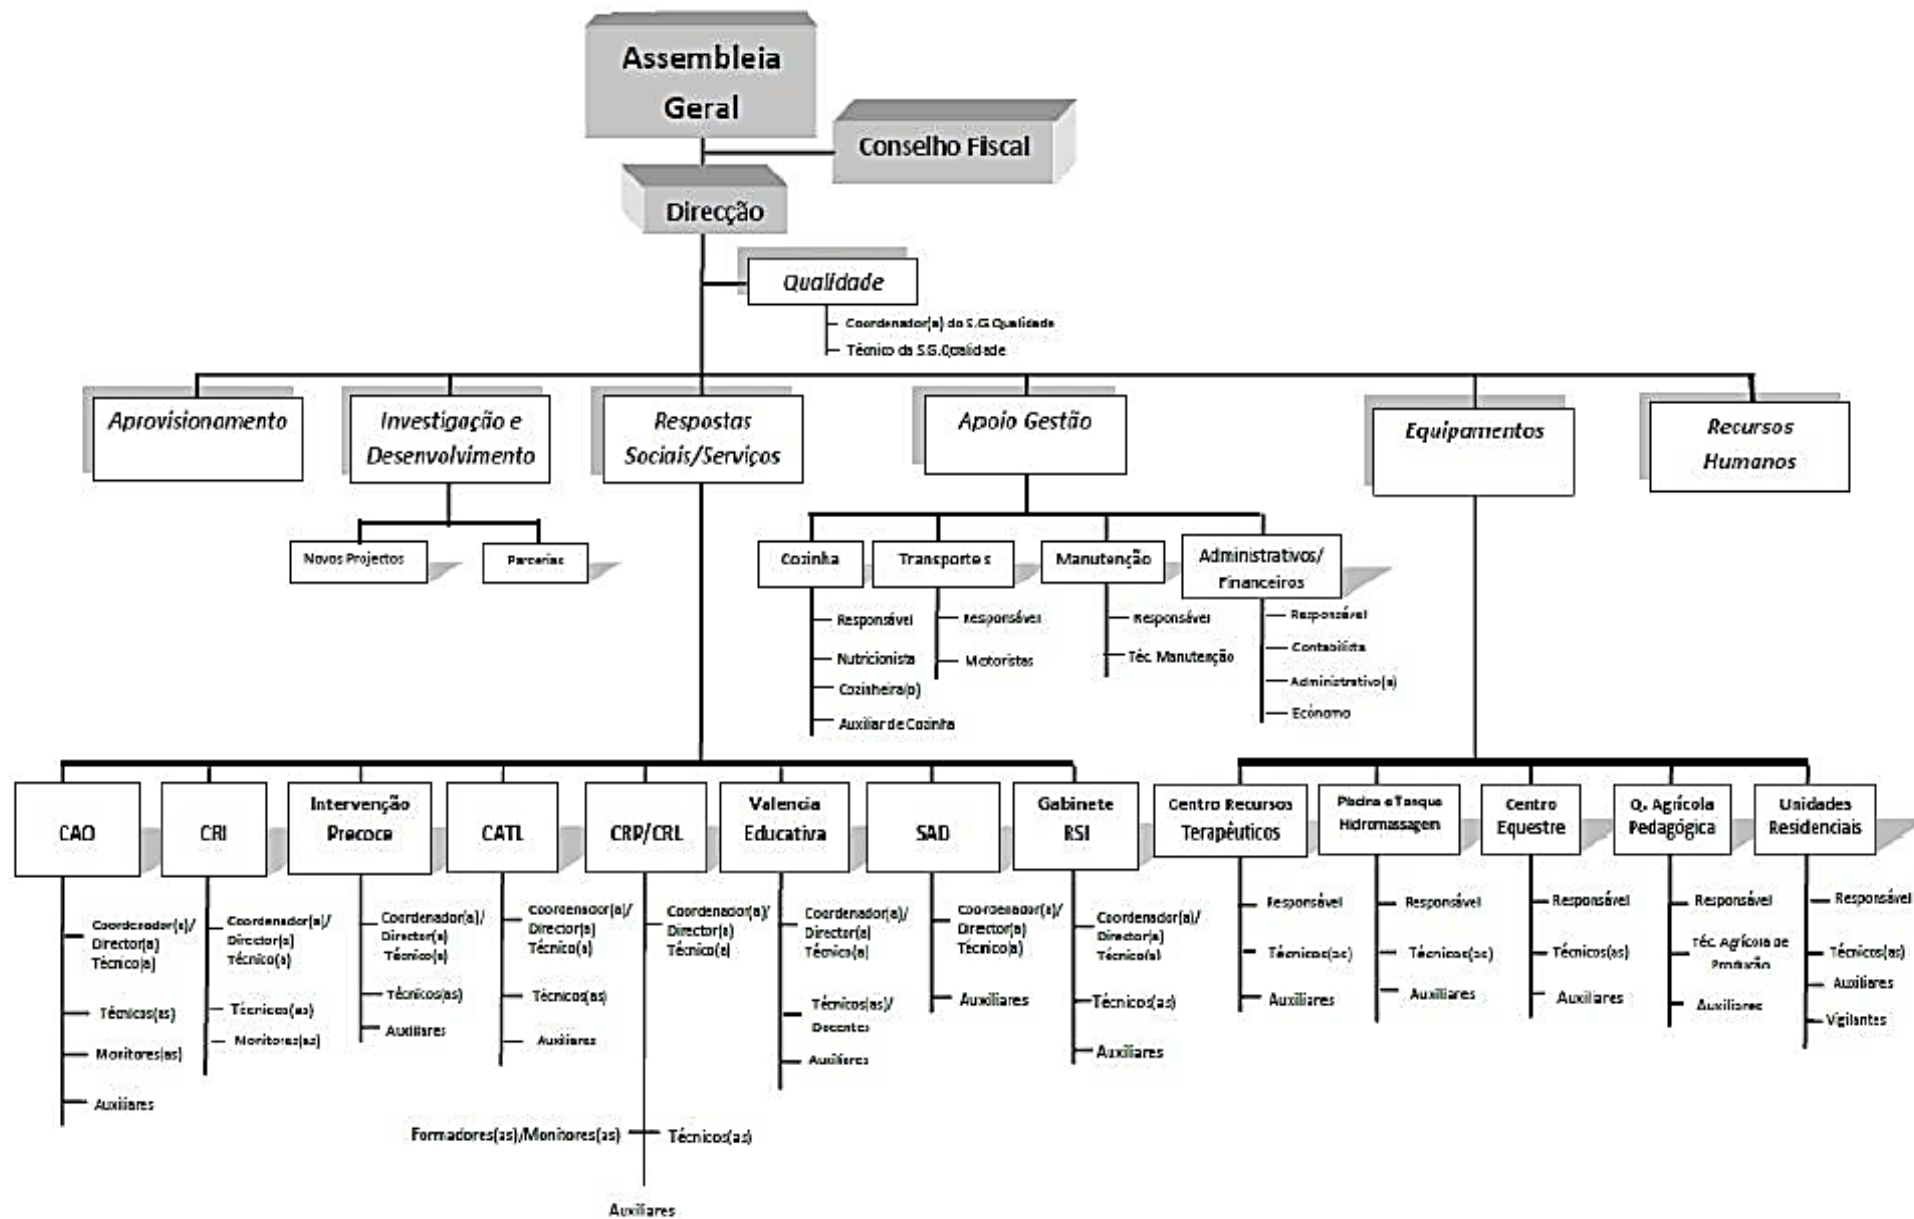 Assembleia
Geral
Conselho Fiscal
Direcção
Qualidade
Coordenador(a) do S.G.Qualidade
Técnico da S.G.Qualidade
Aprovisionamento
Investigação e
Desenvolvimento
Respostas
Sociais/Serviços
Apoio Gestão
Equipamentos
Recursos
Humanos
Novos Projectos
Parcerias
Cozinha
Transportes
Manutenção
Administrativos/
Financeiros
Responsável
Nutricionista
Cozinheira(o)
Auxiliar de Cozinha
Responsável
Motoristas
Responsável
Téc. Manutenção
Responsável
Contabilista
Administrativo(a)
Ecónomo
CAO
CRI
Intervenção
Precoce
CATL
CRP/CRL
Valencia
Educativa
SAD
Gabinete
RSI
Centro Recursos
Terapêuticos
Piscina e Tanque
Hidromassagem
Centro
Equestre
Q. Agrícola
Pedagógica
Unidades
Residenciais
Coordenador(a)/
Director(a)
Técnico(a)
Técnicos(as)
Monitores(as)
Auxiliares
Coordenador(a)/
Director(a)
Técnico(a)
Técnicos(as)
Monitores(as)
Coordenador(a)/
Director(a)
Técnico(a)
Técnicos(as)
Auxiliares
Coordenador(a)/
Director(a)
Técnico(a)
Técnicos(as)
Auxiliares
Coordenador(a)/
Director(a)
Técnico(a)
Formadores(as)/Monitores(as)
Técnicos(as)
Auxiliares
Coordenador(a)/
Director(a)
Técnico(a)
Técnicos(as)/
Docentes
Auxiliares
Coordenador(a)/
Director(a)
Técnico(a)
Auxiliares
Coordenador(a)/
Director(a)
Técnico(a)
Técnicos(as)
Auxiliares
Responsável
Técnicos(as)
Auxiliares
Responsável
Técnicos(as)
Auxiliares
Responsável
Técnicos(as)
Auxiliares
Responsável
Téc. Agrícola de
Produção
Auxiliares
Responsável
Técnicos(as)
Auxiliares
Vigilantes